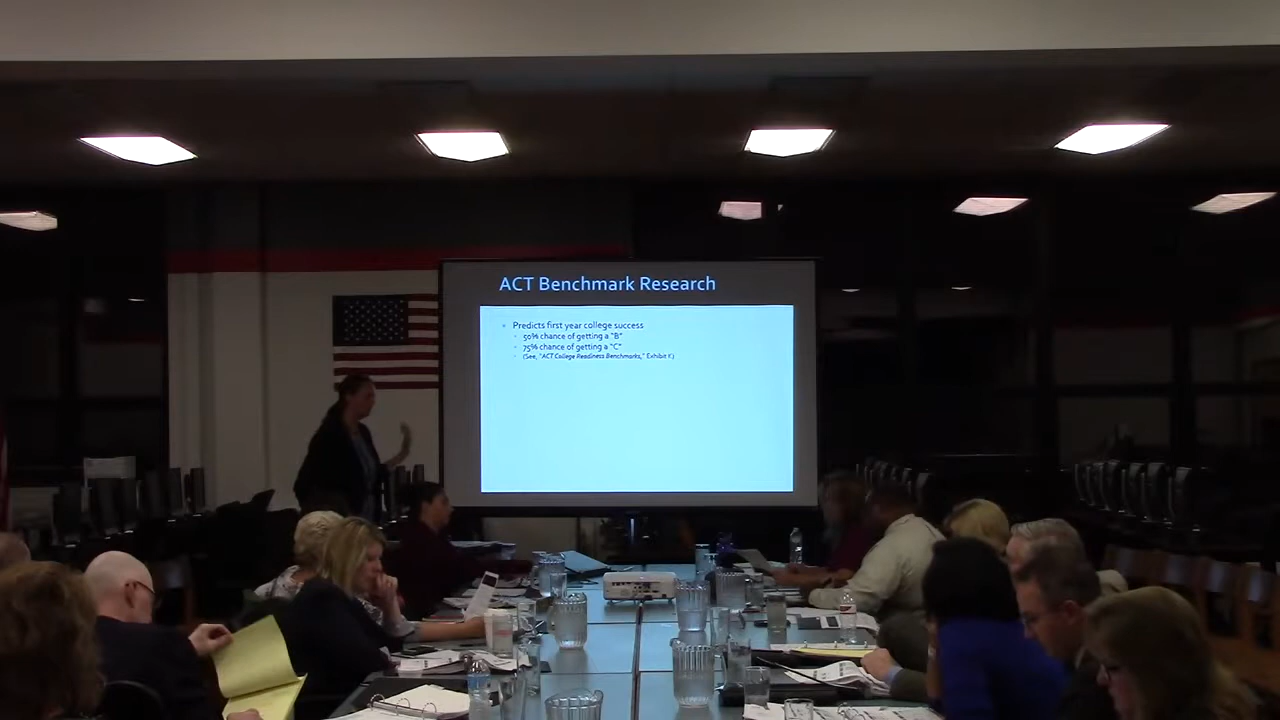 ACT Benchmark Research
Predicts first year college success
50% chance of getting a "B"
75% chance of getting a "C"
(See, "ACT College Readiness Benchmarks," Exhibit